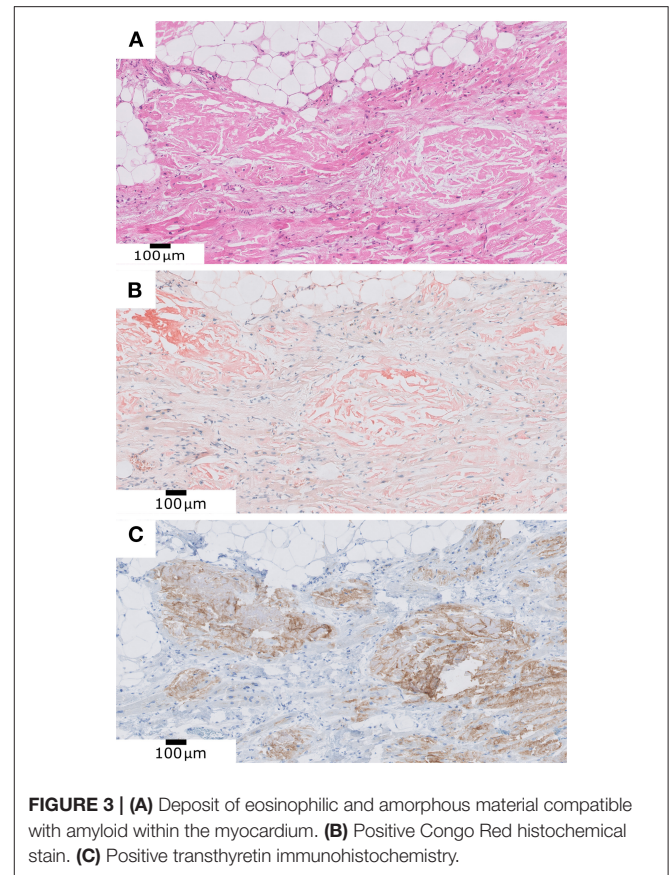 A
100µm
B
100µm
C
100µm
FIGURE 3 | (A) Deposit of eosinophilic and amorphous material compatible
with amyloid within the myocardium. (B) Positive Congo Red histochemical
stain. (C) Positive transthyretin immunohistochemistry.